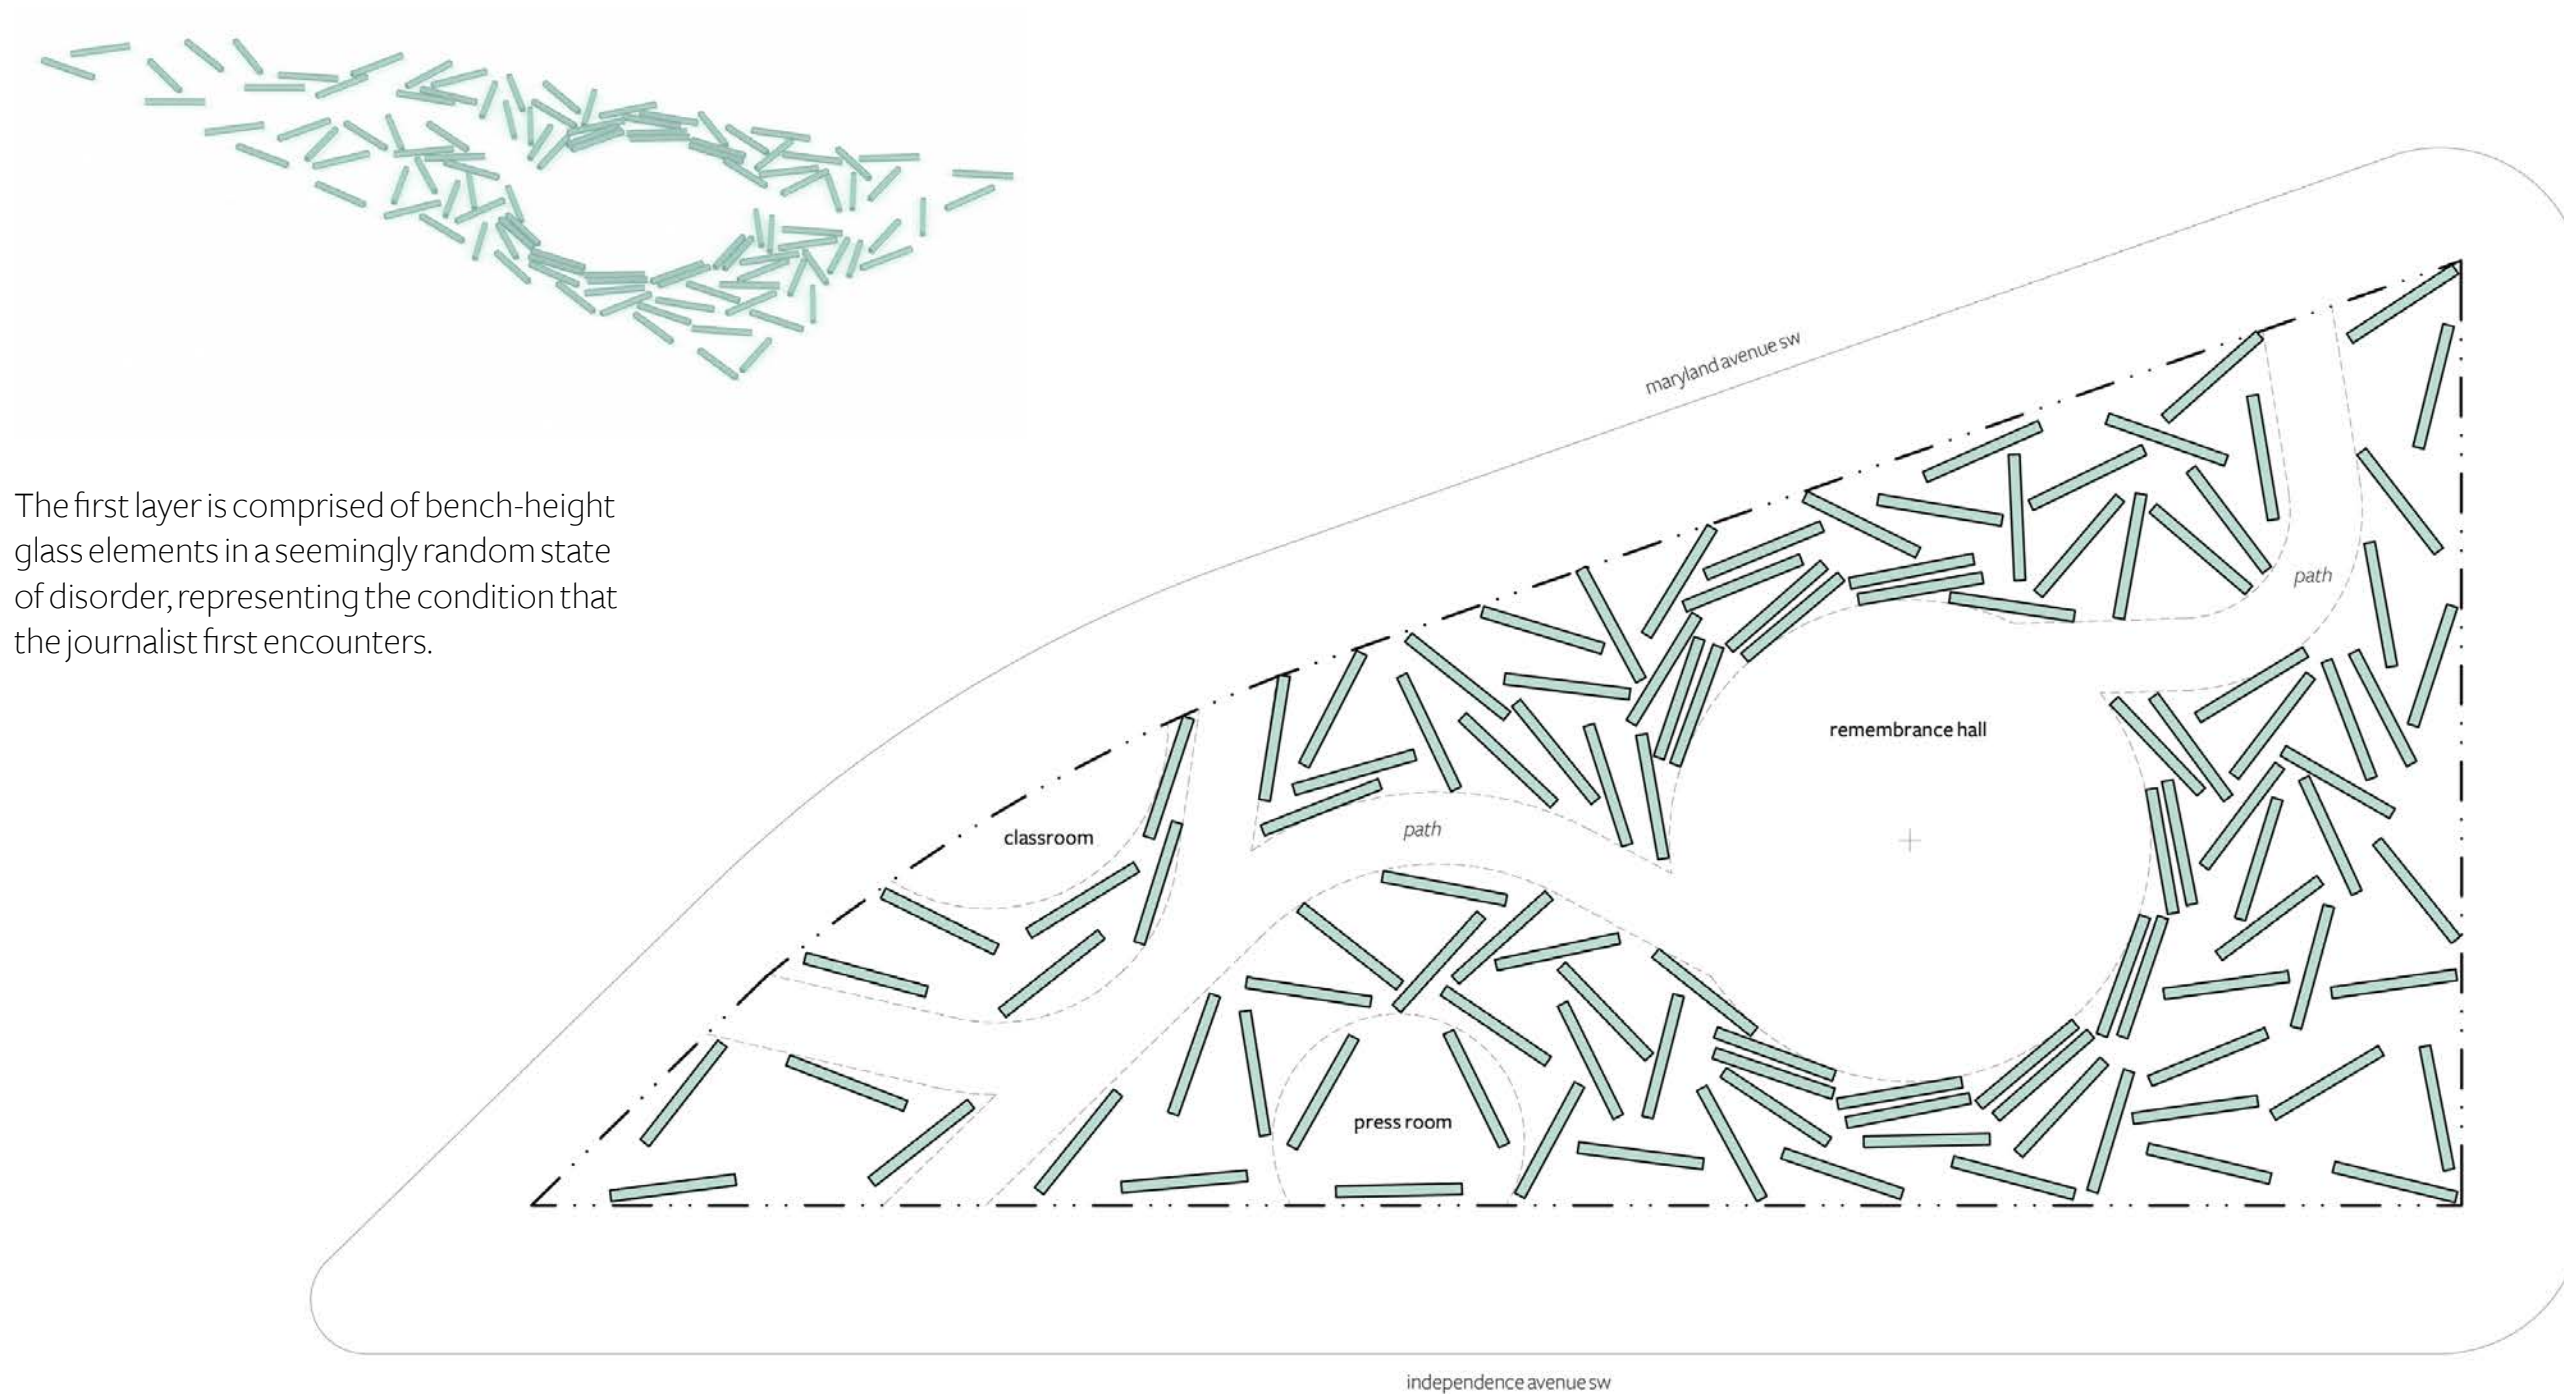 The first layer is comprised of bench-height
glass elements in a seemingly random state
of disorder, representing the condition that
the journalist first encounters.
maryland avenue sw
path
remembrance hall
classroom
path
press room
independence avenue sw